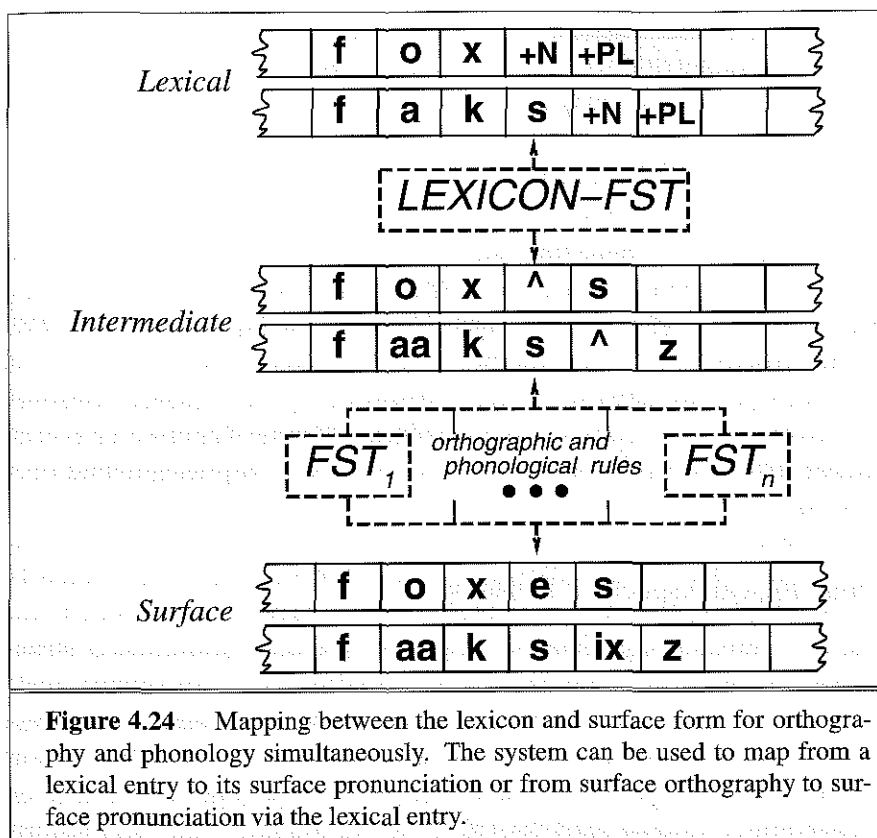 f o x +N +PL
Lexical
f a k s +N +PL
LEXICON-FST
f o x ^ s
Intermediate
f aa k s ^ z
FST1 orthographic and phonological rules FSTn
• • •
f o x e s
Surface
f aa k s ix z
Figure 4.24 Mapping between the lexicon and surface form for orthogra-
phy and phonology simultaneously. The system can be used to map from a
lexical entry to its surface pronunciation or from surface orthography to sur-
face pronunciation via the lexical entry.